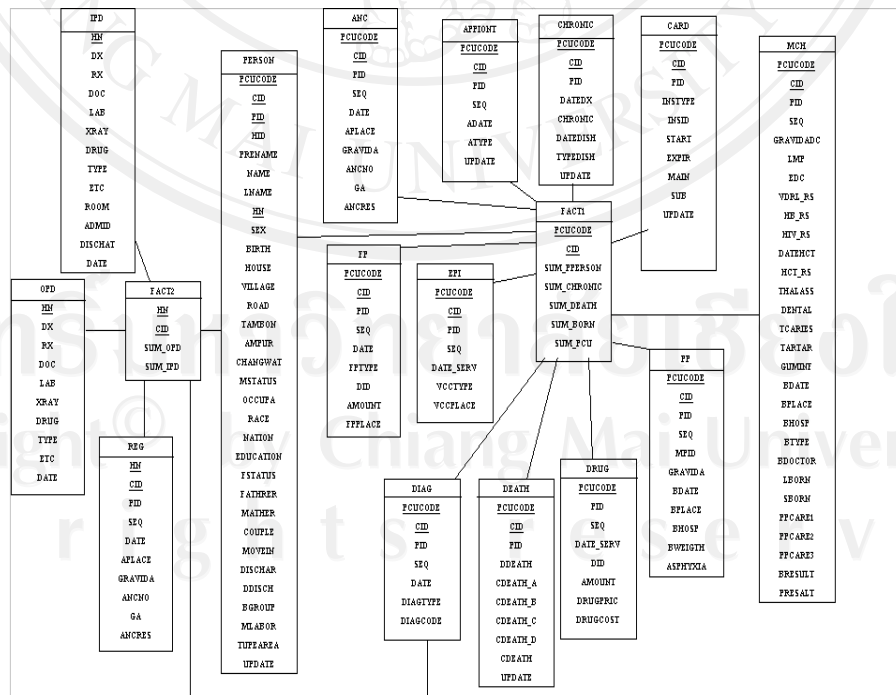 IPD
HN
DX
RX
DOC
LAB
XRAY
DRUG
TYPE
ETC
ROOM
ADMID
DISCHAT
DATE
OPD
HN
DX
RX
DOC
LAB
XRAY
DRUG
TYPE
ETC
DATE
FACT2
HN
CID
SUM_OPD
SUM_IPD
REG
HN
CID
PID
SEQ
DATE
APLACE
GRAVIDA
ANCNO
GA
ANCRES
PERSON
PCUCODE
CID
PID
HID
PRENAME
NAME
LNAME
HN
SEX
BIRTH
HOUSE
VILLAGE
ROAD
TAMBON
AMPUR
CHANGWAT
MSTATUS
OCCUPA
RACE
NATION
EDUCATION
FSTATUS
FATHRER
MATHER
COUPLE
MOVEIN
DISCHAR
DDISCH
BGROUP
MLABOR
TUPEAREA
UPDATE
ANC
PCUCODE
CID
PID
SEQ
DATE
APLACE
GRAVIDA
ANCNO
GA
ANCRES
APPIONT
PCUCODE
CID
PID
SEQ
ADATE
ATYPE
UPDATE
CHRONIC
PCUCODE
CID
PID
DATEDX
CHRONIC
DATEDISH
TYPEDISH
UPDATE
CARD
PCUCODE
CID
PID
INSTYPE
INSID
START
EXPIR
MAIN
SUB
UPDATE
MCH
PCUCODE
CID
PID
SEQ
GRAVIDADC
LMP
EDC
VDRL_RS
HB_RS
HIV_RS
DATEHCT
HCT_RS
THALASS
DENTAL
TCARIES
TARTAR
GUMINI
BDATE
BPLACE
BHOSP
BTYPE
BDOCTOR
LBORN
SBORN
PPCARE1
PPCARE2
PPCARE3
BRESULT
PRESALT
FACT1
PCUCODE
CID
SUM_PPERSON
SUM_CHRONIC
SUM_DEATH
SUM_BORN
SUM_PCU
FP
PCUCODE
CID
PID
SEQ
DATE
FPTYPE
DID
AMOUNT
FPPLACE
EPI
PCUCODE
CID
PID
SEQ
DATE_SERV
VCCTYPE
VCCPLACE
PP
PCUCODE
CID
PID
SEQ
MPID
GRAVIDA
BDATE
BPLACE
BHOSP
BWEIGTH
ASPHYXIA
DIAG
PCUCODE
CID
PID
SEQ
DATE
DIAGTYPE
DIAGCODE
DEATH
PCUCODE
CID
PID
DDEATH
CDEATH_A
CDEATH_B
CDEATH_C
CDEATH_D
CDEATH
UPDATE
DRUG
PCUCODE
PID
SEQ
DATE_SERV
DID
AMOUNT
DRUGPRIC
DRUGCOST